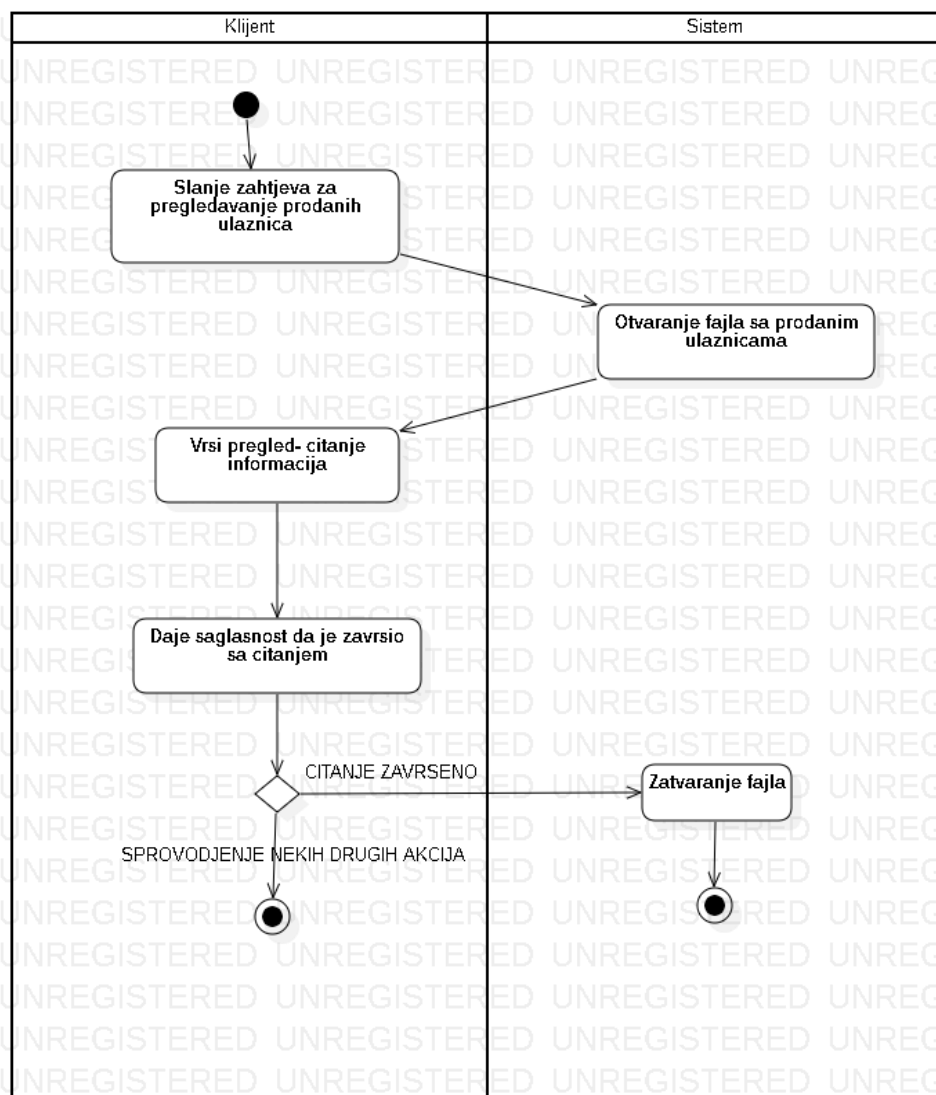 Klijent
Sistem
Slanje zahtjeva za
pregledavanje prodanih
ulaznica
Otvaranje fajla sa prodanim
ulaznicama
Vrsi pregled- citanje
informacija
Daje saglasnost da je zavrsio
sa citanjem
CITANJE ZAVRSENO
Zatvaranje fajla
SPROVODJENJE NEKIH DRUGIH AKCIJA